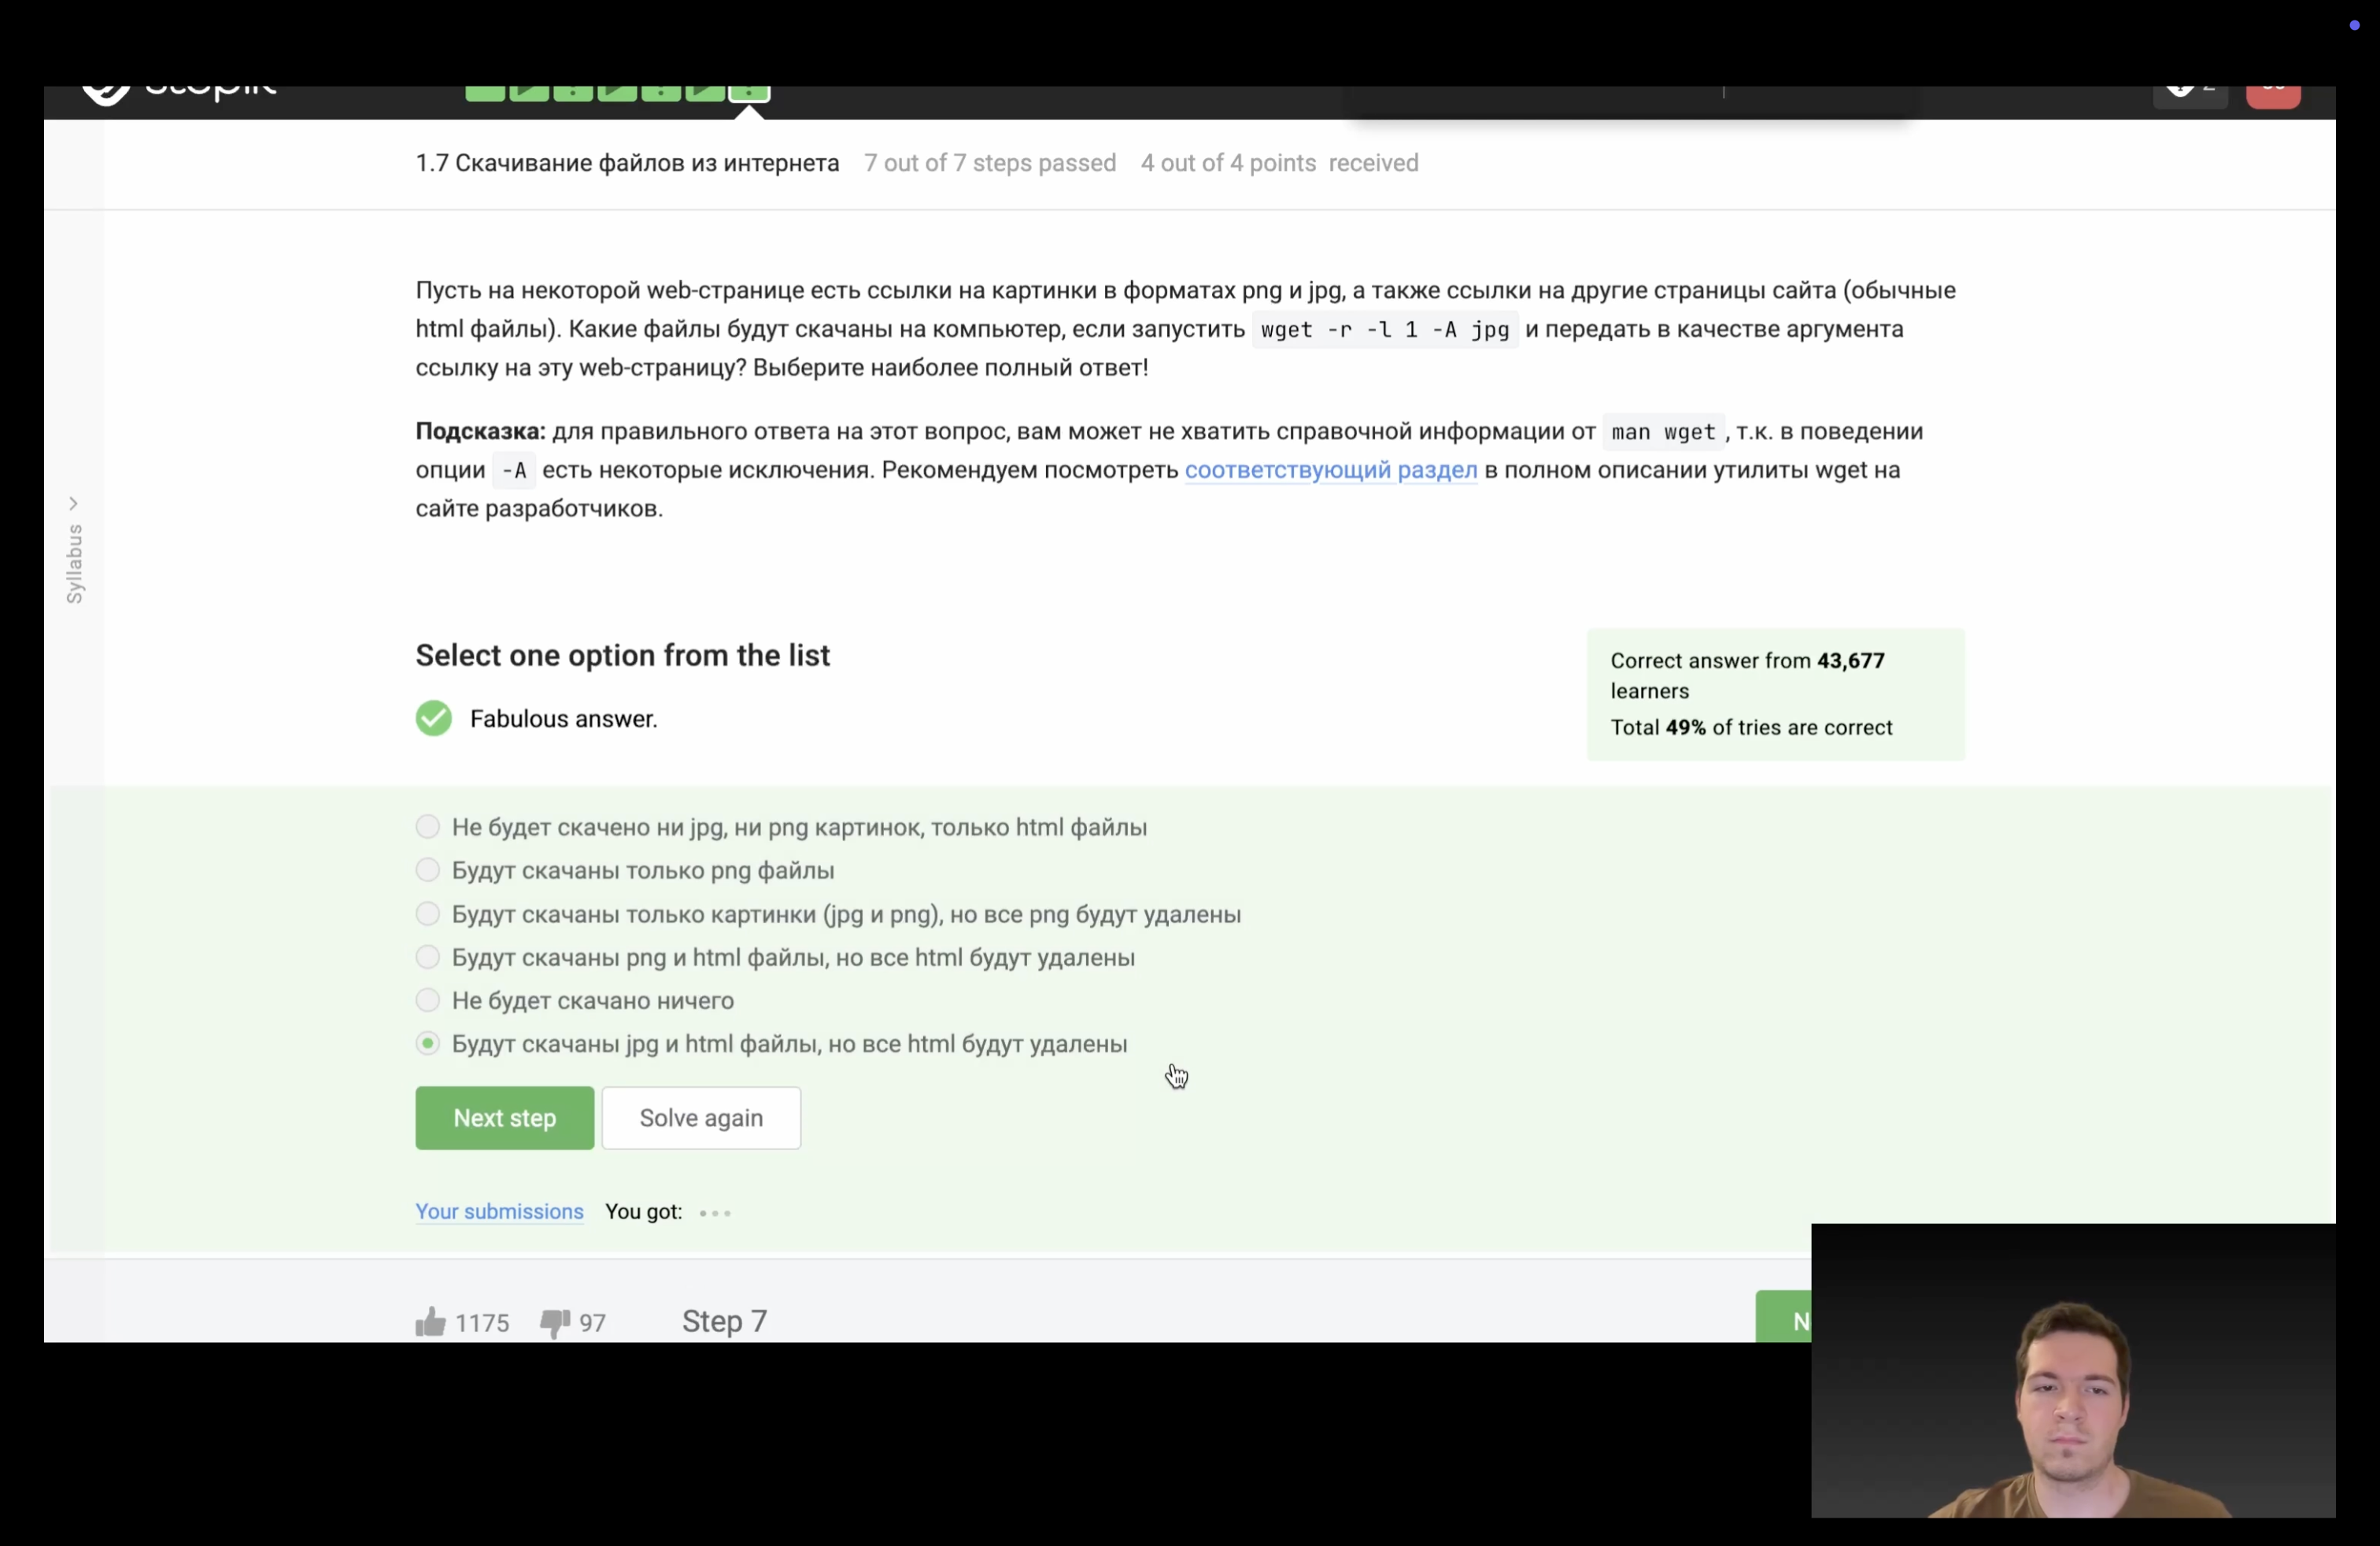 1.7 Скачивание файлов из интернета 7 out of 7 steps passed 4 out of 4 points received
Пусть на некоторой web-странице есть ссылки на картинки в форматах png и jpg, а также ссылки на другие страницы сайта (обычные
html файлы). Какие файлы будут скачаны на компьютер, если запустить wget -r -l 1 -A jpg и передать в качестве аргумента
ссылку на эту web-страницу? Выберите наиболее полный ответ!
Подсказка: для правильного ответа на этот вопрос, вам может не хватить справочной информации от man wget, т.к. в поведении
опции -A есть некоторые исключения. Рекомендуем посмотреть соответствующий раздел в полном описании утилиты wget на
сайте разработчиков.
Syllabus
Select one option from the list
Fabulous answer.
Correct answer from 43,677
learners
Total 49% of tries are correct
Не будет скачено ни jpg, ни png картинок, только html файлы
Будут скачаны только png файлы
Будут скачаны только картинки (jpg и png), но все png будут удалены
Будут скачаны png и html файлы, но все html будут удалены
Не будет скачано ничего
Будут скачаны jpg и html файлы, но все html будут удалены
Next step Solve again
Your submissions You got:
1175 97 Step 7